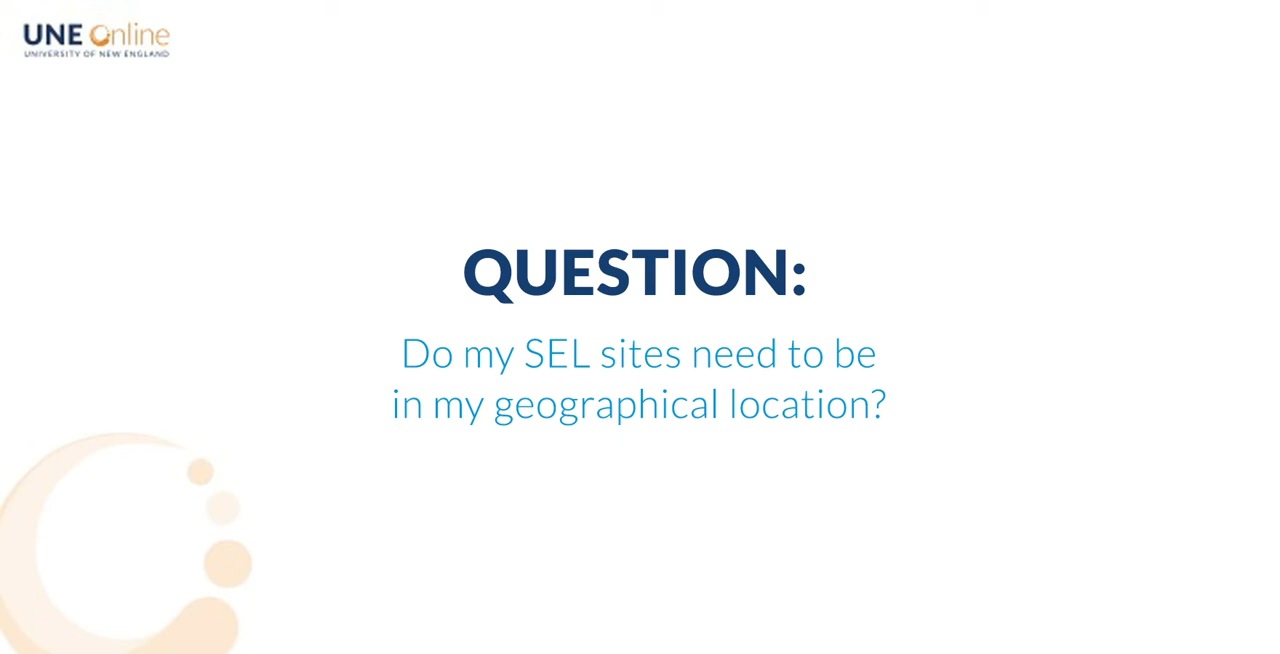 UNE Online
UNIVERSITY OF NEW ENGLAND
QUESTION:
Do my SEL sites need to be
in my geographical location?